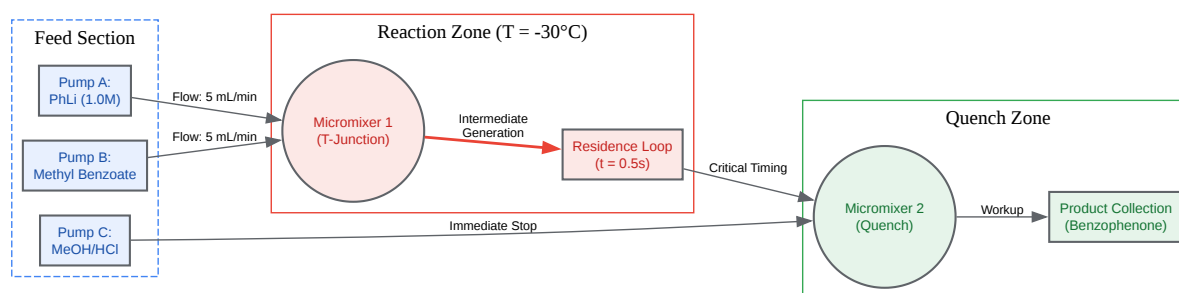 Feed Section
Pump A:
PhLi (1.0M)
Pump B:
Methyl Benzoate
Pump C:
MeOH/HCl
Flow: 5 mL/min
Flow: 5 mL/min
Reaction Zone (T = -30°C)
Micromixer 1
(T-Junction)
Intermediate
Generation
Residence Loop
(t = 0.5s)
Critical Timing
Immediate Stop
Quench Zone
Micromixer 2
(Quench)
Workup
Product Collection
(Benzophenone)